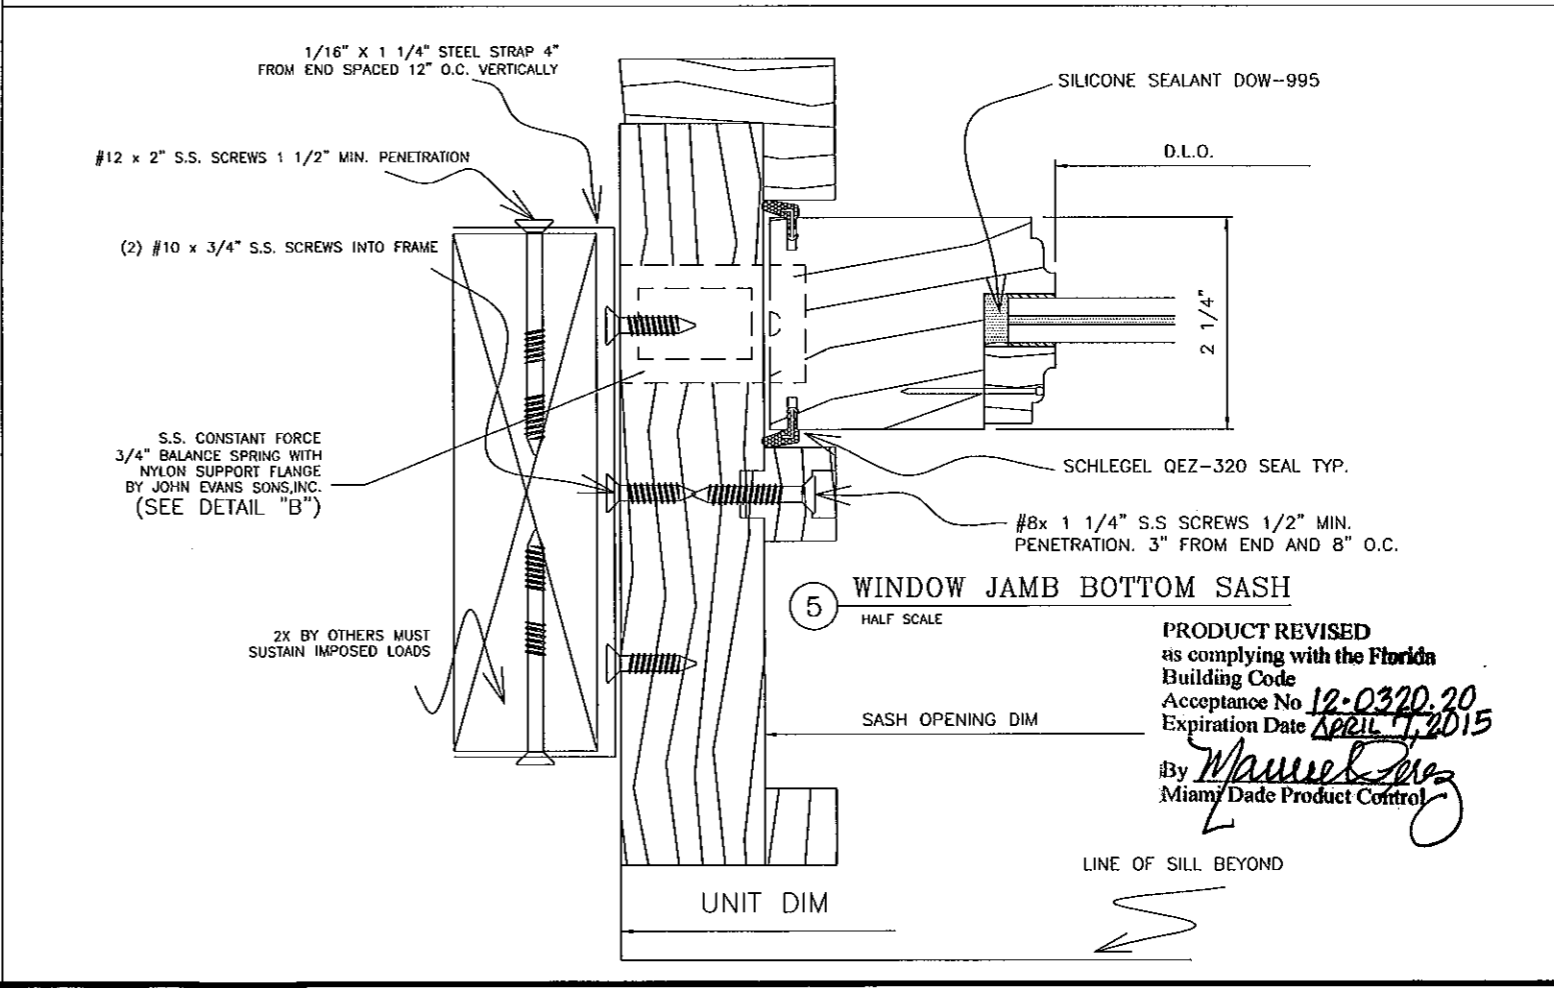 1/16" X 1 1/4" STEEL STRAP 4"
FROM END SPACED 12" O.C. VERTICALLY
#12 x 2" S.S. SCREWS 1 1/2" MIN. PENETRATION
(2) #10 x 3/4" S.S. SCREWS INTO FRAME
S.S. CONSTANT FORCE
3/4" BALANCE SPRING WITH
NYLON SUPPORT FLANGE
BY JOHN EVANS SONS,INC.
(SEE DETAIL "B")
2X BY OTHERS MUST
SUSTAIN IMPOSED LOADS
SILICONE SEALANT DOW-995
D.L.O.
2 1/4"
SCHLEGEL QEZ-320 SEAL TYP.
#8x 1 1/4" S.S SCREWS 1/2" MIN.
PENETRATION. 3" FROM END AND 8" O.C.
5 WINDOW JAMB BOTTOM SASH
HALF SCALE
PRODUCT REVISED
as complying with the Florida
Building Code
Acceptance No 12-0320.20
Expiration Date APRIL 7, 2015
By Manuel Perez
Miami Dade Product Control
SASH OPENING DIM
LINE OF SILL BEYOND
UNIT DIM